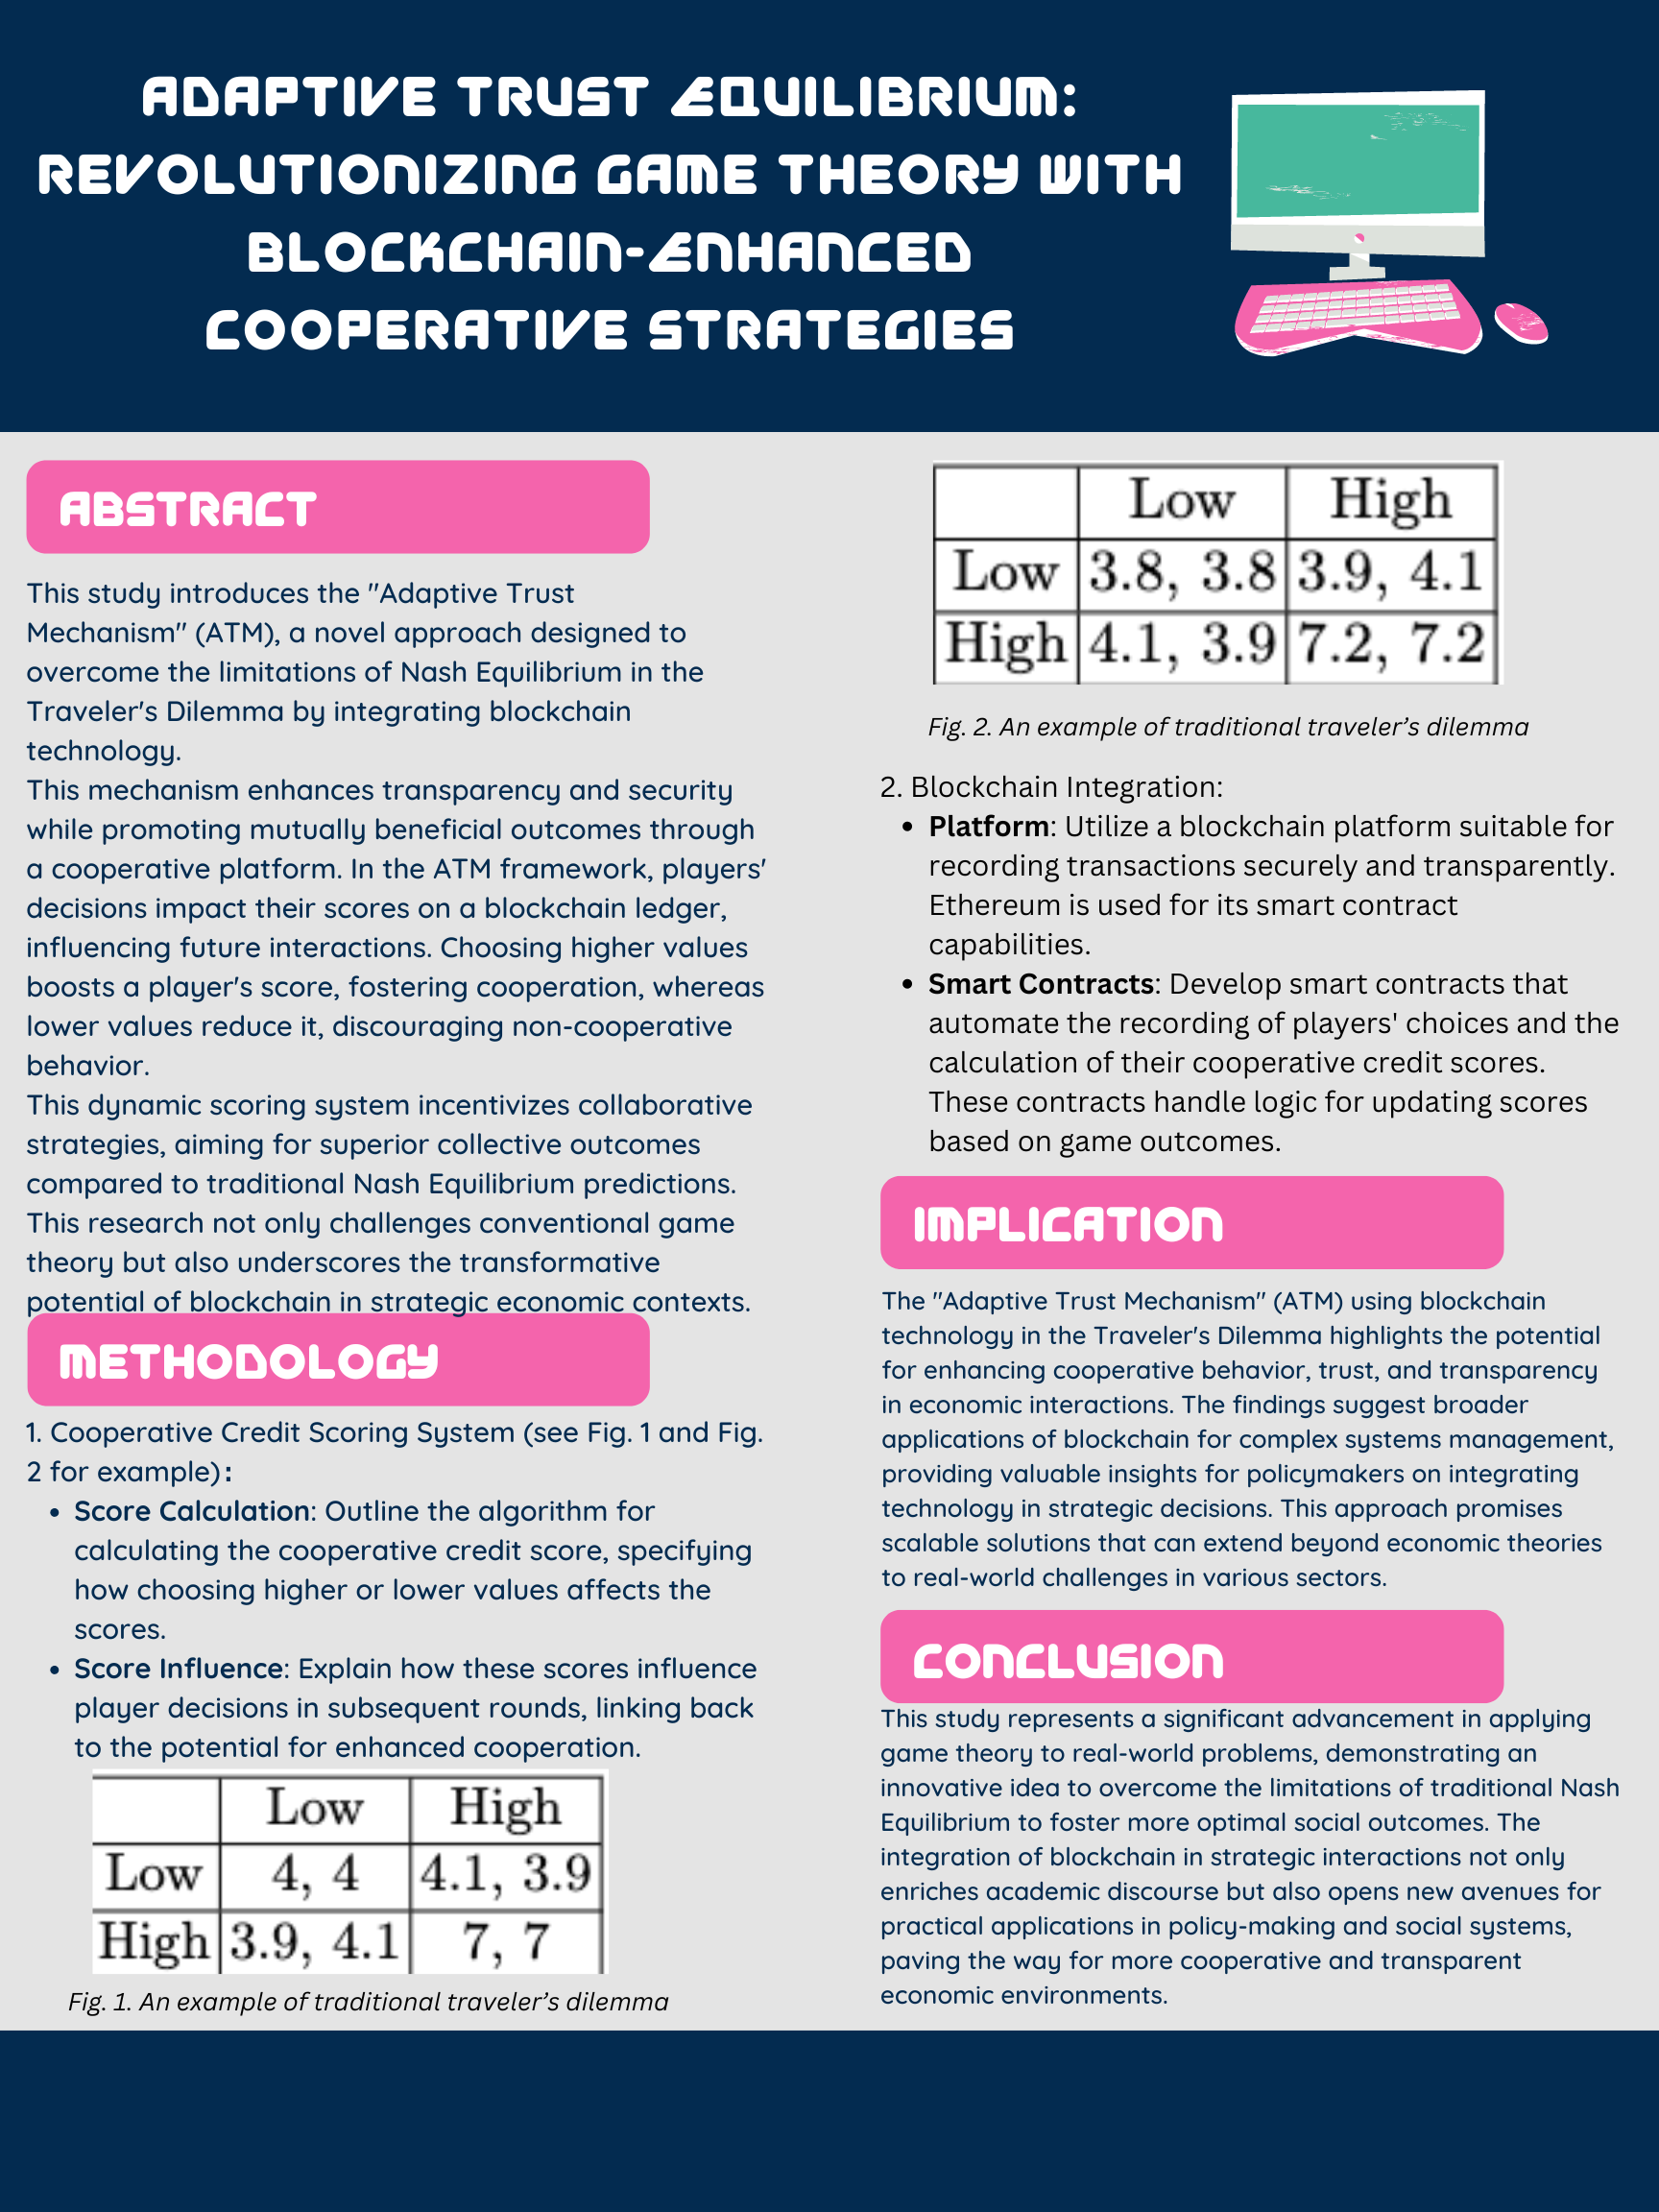 ADAPTIVE TRUST EQUILIBRIUM:
REVOLUTIONIZING GAME THEORY WITH
BLOCKCHAIN-ENHANCED
COOPERATIVE STRATEGIES
ABSTRACT
This study introduces the "Adaptive Trust
Mechanism" (ATM), a novel approach designed to
overcome the limitations of Nash Equilibrium in the
Traveler's Dilemma by integrating blockchain
technology.
This mechanism enhances transparency and security
while promoting mutually beneficial outcomes through
a cooperative platform. In the ATM framework, players'
decisions impact their scores on a blockchain ledger,
influencing future interactions. Choosing higher values
boosts a player's score, fostering cooperation, whereas
lower values reduce it, discouraging non-cooperative
behavior.
This dynamic scoring system incentivizes collaborative
strategies, aiming for superior collective outcomes
compared to traditional Nash Equilibrium predictions.
This research not only challenges conventional game
theory but also underscores the transformative
potential of blockchain in strategic economic contexts.
METHODOLOGY
1. Cooperative Credit Scoring System (see Fig. 1 and Fig.
2 for example):
• Score Calculation: Outline the algorithm for
calculating the cooperative credit score, specifying
how choosing higher or lower values affects the
scores.
• Score Influence: Explain how these scores influence
player decisions in subsequent rounds, linking back
to the potential for enhanced cooperation.
Low High
Low 4, 4 4.1, 3.9
High 3.9, 4.1 7, 7
Fig. 1. An example of traditional traveler’s dilemma
Low High
Low 3.8, 3.8 3.9, 4.1
High 4.1, 3.9 7.2, 7.2
Fig. 2. An example of traditional traveler’s dilemma
2. Blockchain Integration:
• Platform: Utilize a blockchain platform suitable for
recording transactions securely and transparently.
Ethereum is used for its smart contract
capabilities.
• Smart Contracts: Develop smart contracts that
automate the recording of players' choices and the
calculation of their cooperative credit scores.
These contracts handle logic for updating scores
based on game outcomes.
IMPLICATION
The "Adaptive Trust Mechanism" (ATM) using blockchain
technology in the Traveler's Dilemma highlights the potential
for enhancing cooperative behavior, trust, and transparency
in economic interactions. The findings suggest broader
applications of blockchain for complex systems management,
providing valuable insights for policymakers on integrating
technology in strategic decisions. This approach promises
scalable solutions that can extend beyond economic theories
to real-world challenges in various sectors.
CONCLUSION
This study represents a significant advancement in applying
game theory to real-world problems, demonstrating an
innovative idea to overcome the limitations of traditional Nash
Equilibrium to foster more optimal social outcomes. The
integration of blockchain in strategic interactions not only
enriches academic discourse but also opens new avenues for
practical applications in policy-making and social systems,
paving the way for more cooperative and transparent
economic environments.